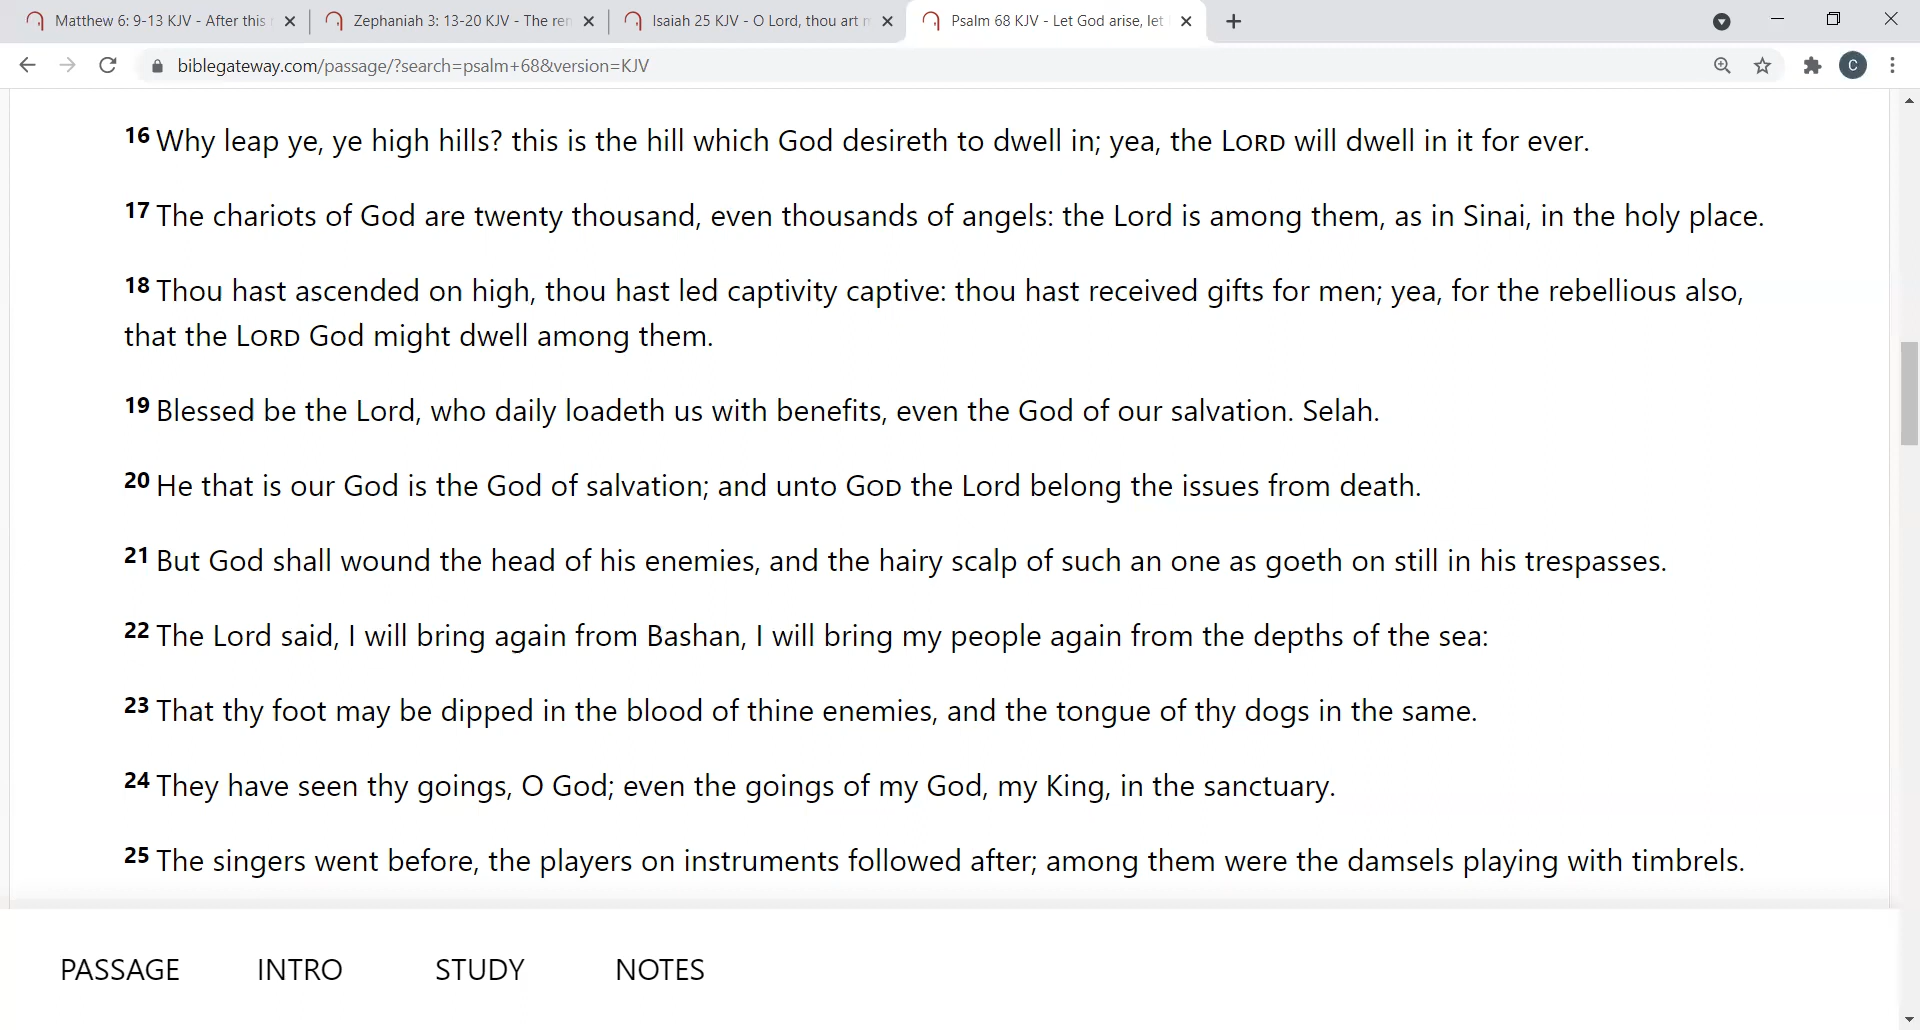 Matthew 6: 9-13 KJV - After this
Zephaniah 3: 13-20 KJV - The ren
Isaiah 25 KJV - O Lord, thou art
Psalm 68 KJV - Let God arise, let
biblegateway.com/passage/?search=psalm+68&version=KJV
C
16 Why leap ye, ye high hills? this is the hill which God desireth to dwell in; yea, the LORD will dwell in it for ever.
17 The chariots of God are twenty thousand, even thousands of angels: the Lord is among them, as in Sinai, in the holy place.
18 Thou hast ascended on high, thou hast led captivity captive: thou hast received gifts for men; yea, for the rebellious also,
that the LORD God might dwell among them.
19 Blessed be the Lord, who daily loadeth us with benefits, even the God of our salvation. Selah.
20 He that is our God is the God of salvation; and unto GOD the Lord belong the issues from death.
21 But God shall wound the head of his enemies, and the hairy scalp of such an one as goeth on still in his trespasses.
22 The Lord said, I will bring again from Bashan, I will bring my people again from the depths of the sea:
23 That thy foot may be dipped in the blood of thine enemies, and the tongue of thy dogs in the same.
24 They have seen thy goings, O God; even the goings of my God, my King, in the sanctuary.
25 The singers went before, the players on instruments followed after; among them were the damsels playing with timbrels.
PASSAGE INTRO STUDY NOTES